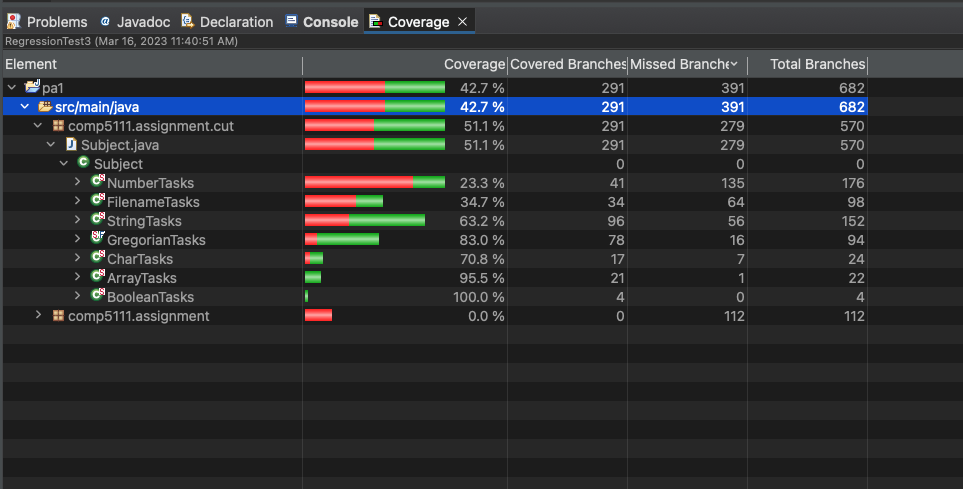 Problems @ Javadoc Declaration Console Coverage
RegressionTest3 (Mar 16, 2023 11:40:51 AM)
Element Coverage Covered Branches Missed Branche Total Branches
pa1 42.7 % 291 391 682
src/main/java 42.7 % 291 391 682
comp5111.assignment.cut 51.1 % 291 279 570
Subject.java 51.1 % 291 279 570
Subject 0 0 0
NumberTasks 23.3 % 41 135 176
FilenameTasks 34.7 % 34 64 98
StringTasks 63.2 % 96 56 152
GregorianTasks 83.0 % 78 16 94
CharTasks 70.8 % 17 7 24
ArrayTasks 95.5 % 21 1 22
BooleanTasks 100.0 % 4 0 4
comp5111.assignment 0.0 % 0 112 112